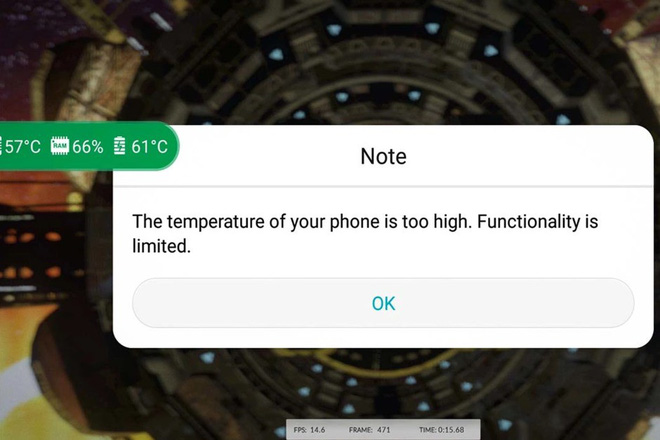 57°C RAM 66% 61°C
Note
The temperature of your phone is too high. Functionality is
limited.
OK
FPS: 14.6 FRAME: 471 TIME: 0:15.68